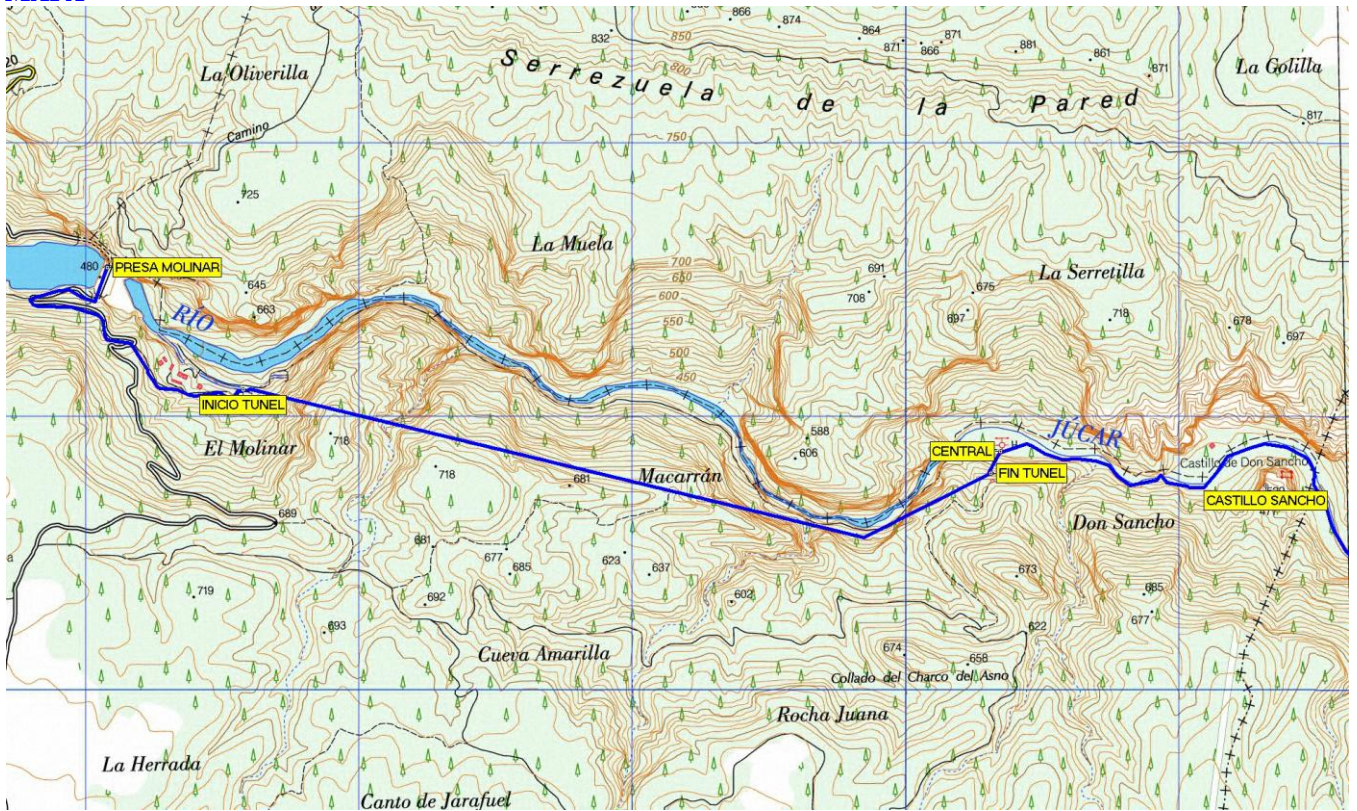 866
874
832
850
864
871
871
866
881
861
871
20
La Oliverilla
Serrezuela de la Pared
La Golilla
800
817
Camino
750
725
La Muela
La Serretilla
480
PRESA MOLINAR
700
650
600
550
500
450
691
708
675
697
718
678
697
645
663
RÍO
JÚCAR
INICIO TUNEL
El Molinar
718
718
588
606
CENTRAL
FIN TUNEL
Castillo de Don Sancho
CASTILLO SANCHO
Macarrán
681
689
Don Sancho
681
677
685
623
637
673
685
677
719
692
602
693
622
Cueva Amarilla
674
658
Collado del Charco del Asno
Rocha Juana
La Herrada
Canto de Jarafuel